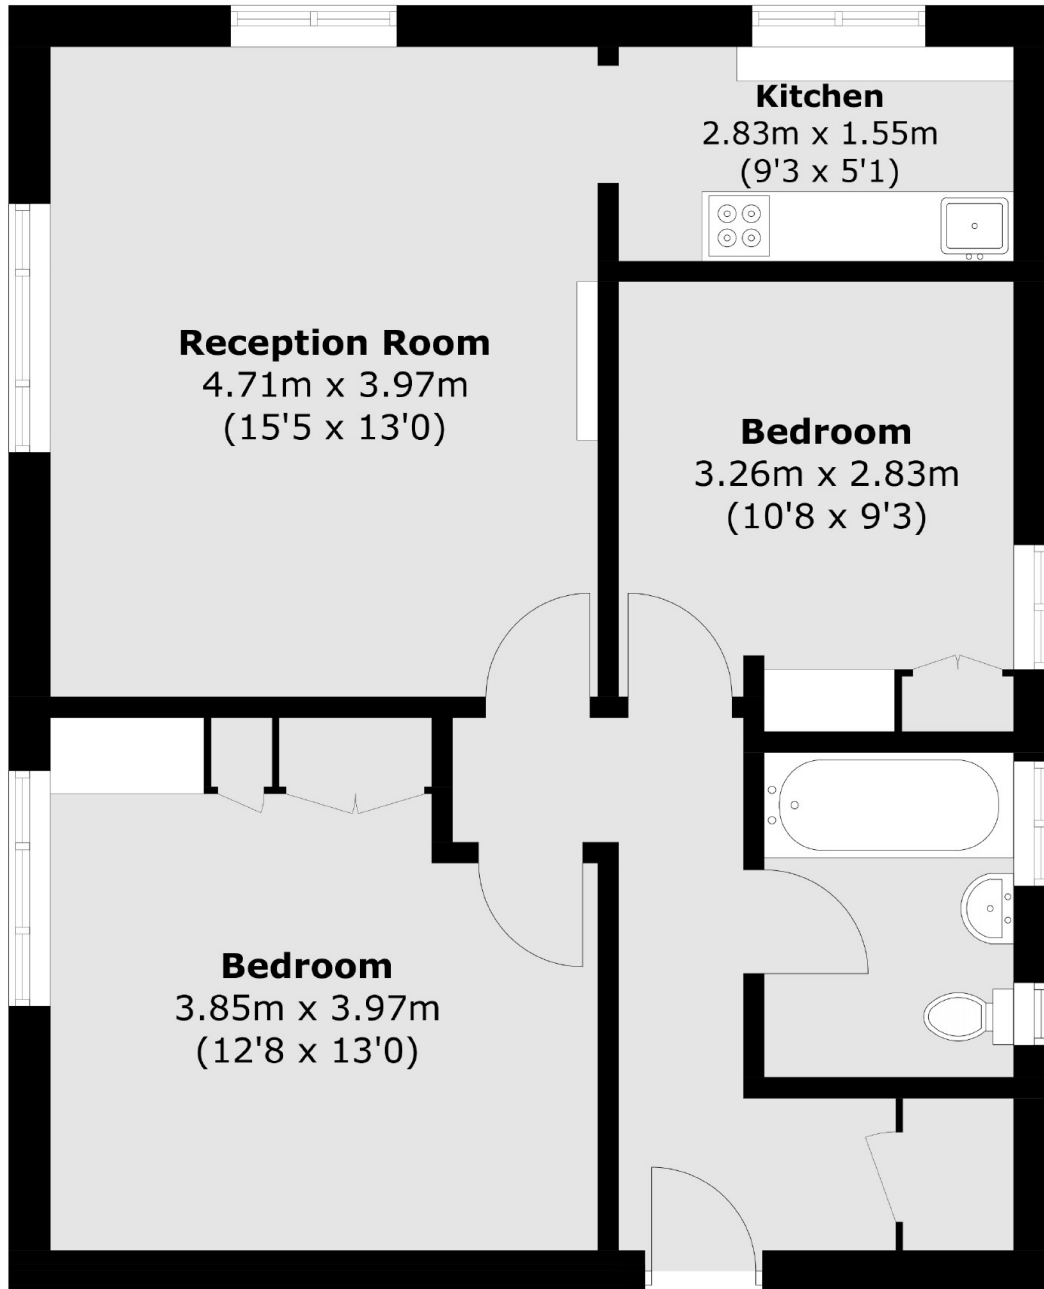 Kitchen
2.83m x 1.55m
(9'3 x 5'1)
Reception Room
4.71m x 3.97m
(15'5 x 13'0)
Bedroom
3.26m x 2.83m
(10'8 x 9'3)
Bedroom
3.85m x 3.97m
(12'8 x 13'0)